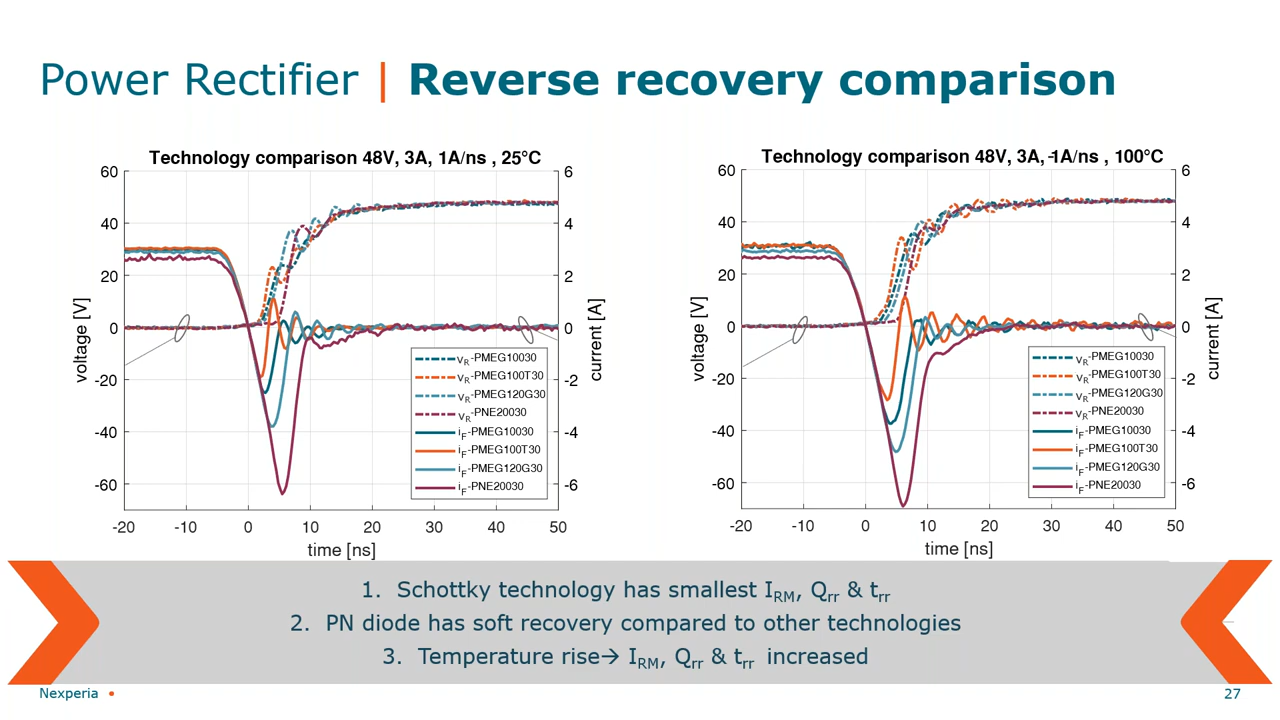 Power Rectifier | Reverse recovery comparison
Technology comparison 48V, 3A, 1A/ns , 25°C
60
40
20
0
-20
-40
-60
voltage [V]
6
4
2
0
-2
-4
-6
current [A]
-20 -10 0 10 20 30 40 50
time [ns]
vR-PMEG10030
vR-PMEG100T30
vR-PMEG120G30
vR-PNE20030
iF-PMEG10030
iF-PMEG100T30
iF-PMEG120G30
iF-PNE20030
Technology comparison 48V, 3A, -1A/ns , 100°C
60
40
20
0
-20
-40
-60
voltage [V]
6
4
2
0
-2
-4
-6
current [A]
-20 -10 0 10 20 30 40 50
time [ns]
vR-PMEG10030
vR-PMEG100T30
vR-PMEG120G30
vR-PNE20030
iF-PMEG10030
iF-PMEG100T30
iF-PMEG120G30
iF-PNE20030
1. Schottky technology has smallest IRM, Qrr & trr
2. PN diode has soft recovery compared to other technologies
3. Temperature rise→ IRM, Qrr & trr increased
Nexperia •
27